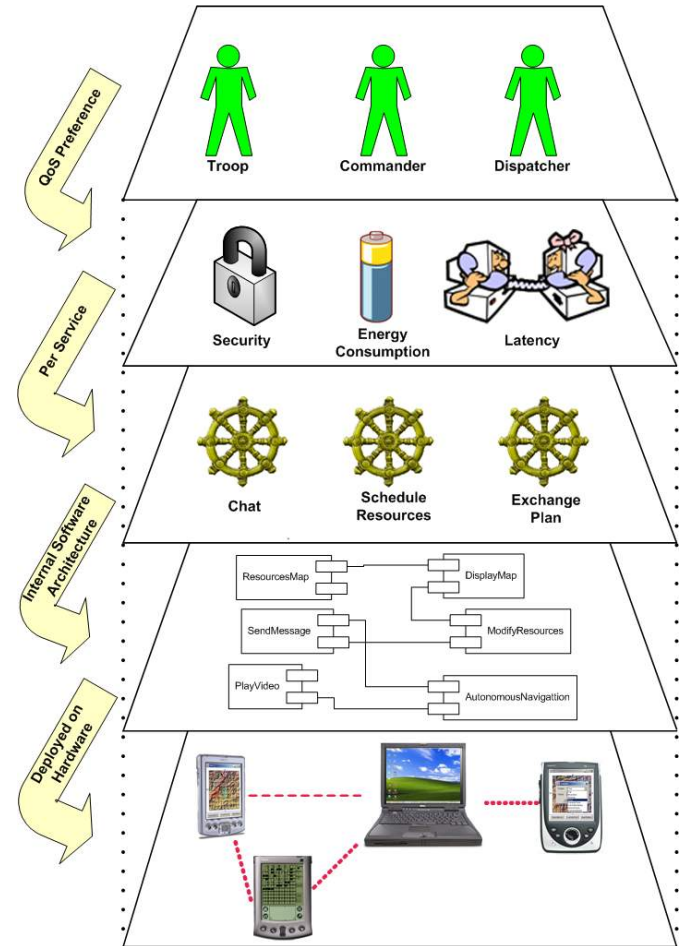 QoS Preference
Troop
Commander
Dispatcher
Per Service
Security
Energy
Consumption
Latency
Internal Software
Architecture
Chat
Schedule
Resources
Exchange
Plan
ResourcesMap
DisplayMap
SendMessage
ModifyResources
PlayVideo
AutonomousNavigattion
Deployed on
Hardware